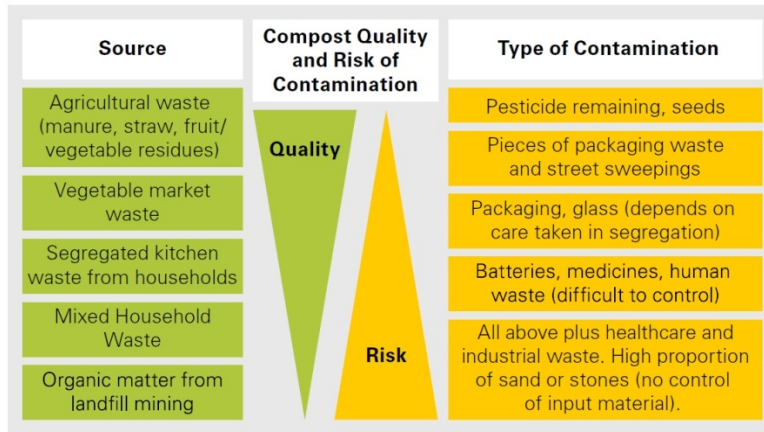 Source
Agricultural waste
(manure, straw, fruit/
vegetable residues)
Vegetable market
waste
Segregated kitchen
waste from households
Mixed Household
Waste
Organic matter from
landfill mining
Compost Quality
and Risk of
Contamination
Quality
Risk
Type of Contamination
Pesticide remaining, seeds
Pieces of packaging waste
and street sweepings
Packaging, glass (depends on
care taken in segregation)
Batteries, medicines, human
waste (difficult to control)
All above plus healthcare and
industrial waste. High proportion
of sand or stones (no control
of input material).